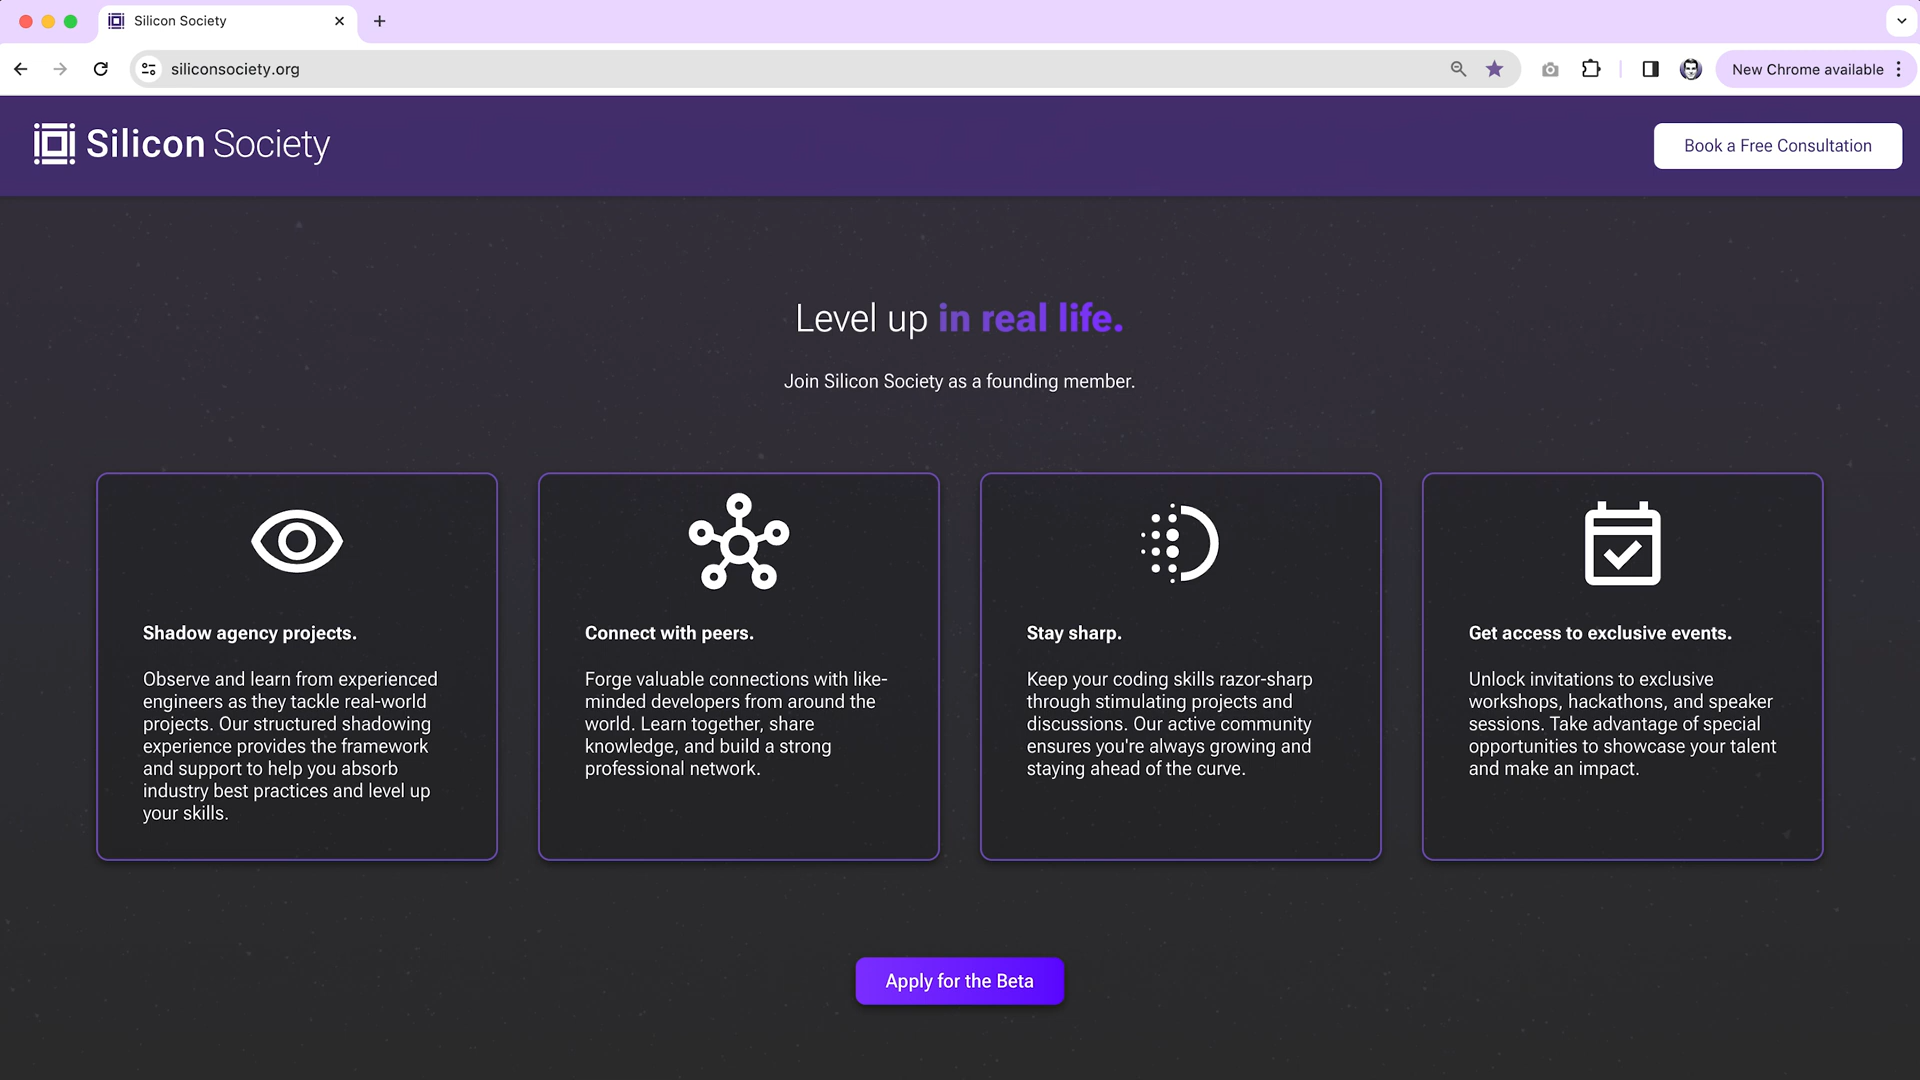 Silicon Society
siliconsociety.org
New Chrome available
Silicon Society
Book a Free Consultation
Level up in real life.
Join Silicon Society as a founding member.
Shadow agency projects.
Observe and learn from experienced
engineers as they tackle real-world
projects. Our structured shadowing
experience provides the framework
and support to help you absorb
industry best practices and level up
your skills.
Connect with peers.
Forge valuable connections with like-
minded developers from around the
world. Learn together, share
knowledge, and build a strong
professional network.
Stay sharp.
Keep your coding skills razor-sharp
through stimulating projects and
discussions. Our active community
ensures you're always growing and
staying ahead of the curve.
Get access to exclusive events.
Unlock invitations to exclusive
workshops, hackathons, and speaker
sessions. Take advantage of special
opportunities to showcase your talent
and make an impact.
Apply for the Beta